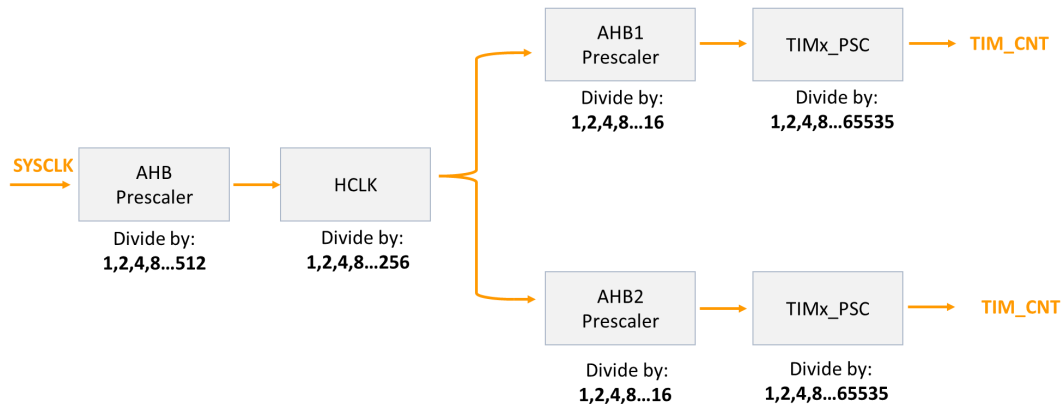 SYSCLK
AHB
Prescaler
Divide by:
1,2,4,8...512
HCLK
Divide by:
1,2,4,8...256
AHB1
Prescaler
Divide by:
1,2,4,8...16
TIMx_PSC
Divide by:
1,2,4,8...65535
TIM_CNT
AHB2
Prescaler
Divide by:
1,2,4,8...16
TIMx_PSC
Divide by:
1,2,4,8...65535
TIM_CNT